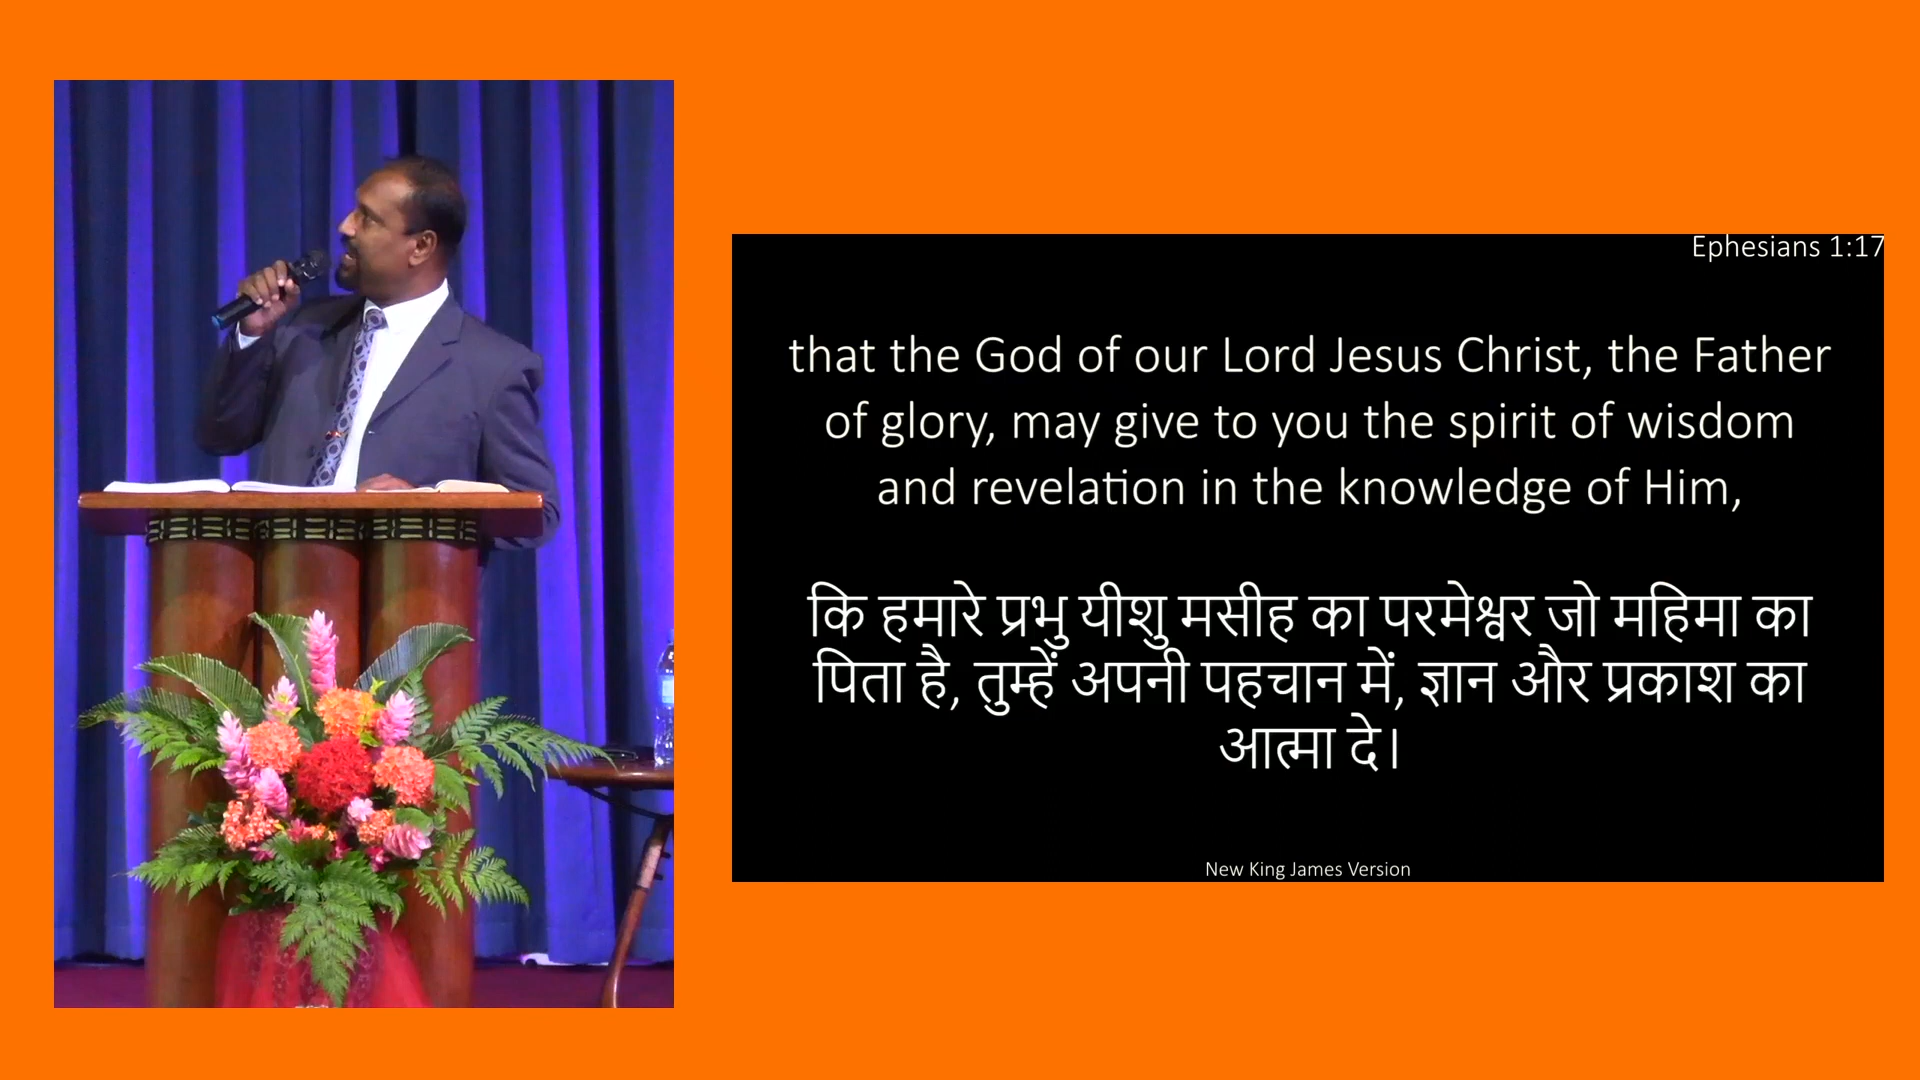 Ephesians 1:17
that the God of our Lord Jesus Christ, the Father
of glory, may give to you the spirit of wisdom
and revelation in the knowledge of Him,
कि हमारे प्रभु यीशु मसीह का परमेश्वर जो महिमा का
पिता है, तुम्हें अपनी पहचान में, ज्ञान और प्रकाश का
आत्मा दे।
New King James Version